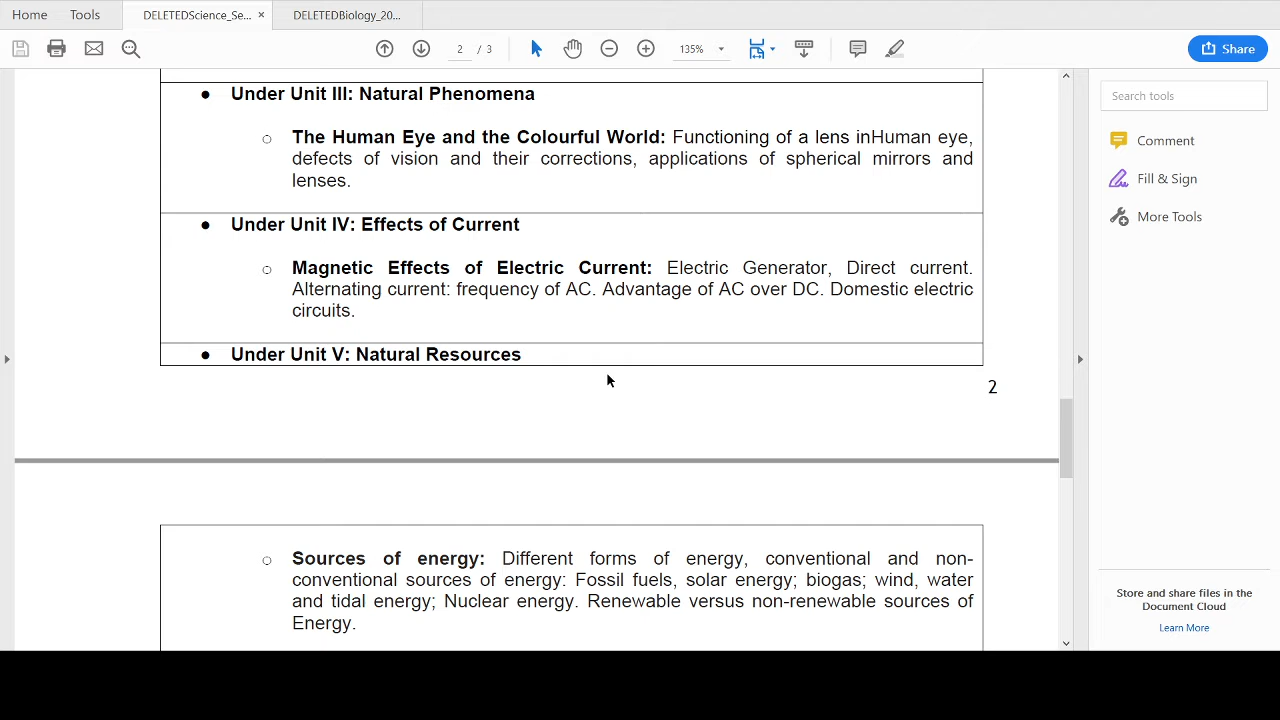 Home Tools DELETEDScience_Se... × DELETEDBiology_20...
2 / 3 135% Share
● Under Unit III: Natural Phenomena
○ The Human Eye and the Colourful World: Functioning of a lens inHuman eye,
defects of vision and their corrections, applications of spherical mirrors and
lenses.
● Under Unit IV: Effects of Current
○ Magnetic Effects of Electric Current: Electric Generator, Direct current.
Alternating current: frequency of AC. Advantage of AC over DC. Domestic electric
circuits.
● Under Unit V: Natural Resources
2
○ Sources of energy: Different forms of energy, conventional and non-
conventional sources of energy: Fossil fuels, solar energy; biogas; wind, water
and tidal energy; Nuclear energy. Renewable versus non-renewable sources of
Energy.
Search tools
Comment
Fill & Sign
More Tools
Store and share files in the
Document Cloud
Learn More